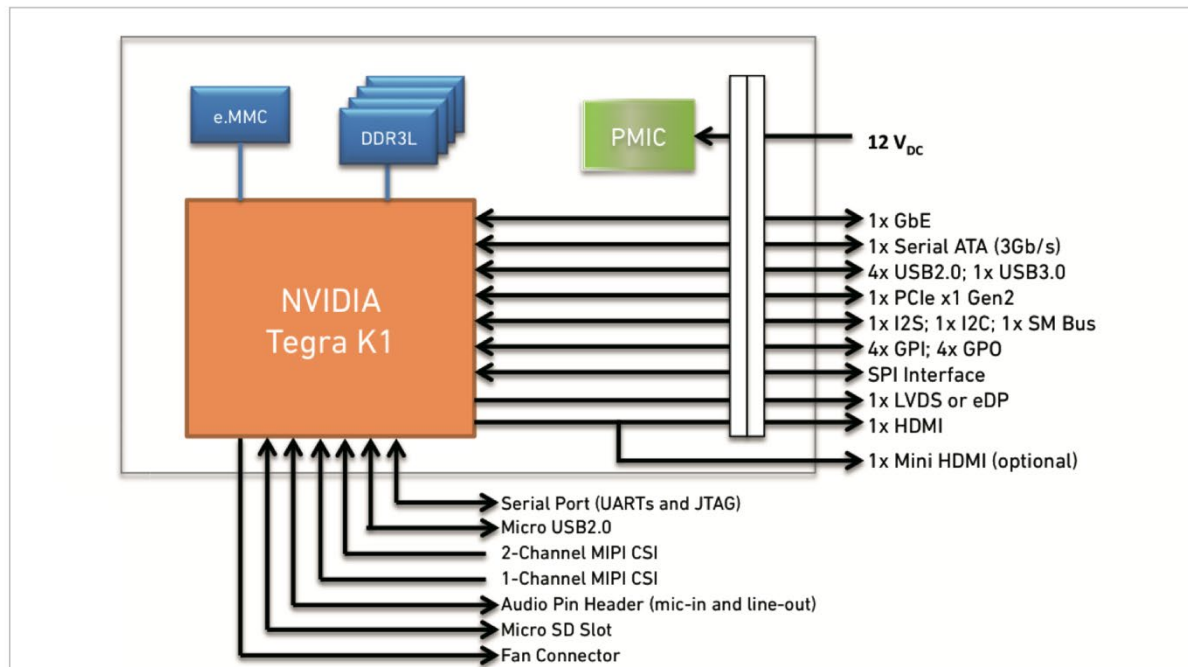 e.MMC
DDR3L
PMIC
12 V_DC
NVIDIA
Tegra K1
1x GbE
1x Serial ATA (3Gb/s)
4x USB2.0; 1x USB3.0
1x PCIe x1 Gen2
1x I2S; 1x I2C; 1x SM Bus
4x GPI; 4x GPO
SPI Interface
1x LVDS or eDP
1x HDMI
1x Mini HDMI (optional)
Serial Port (UARTs and JTAG)
Micro USB2.0
2-Channel MIPI CSI
1-Channel MIPI CSI
Audio Pin Header (mic-in and line-out)
Micro SD Slot
Fan Connector